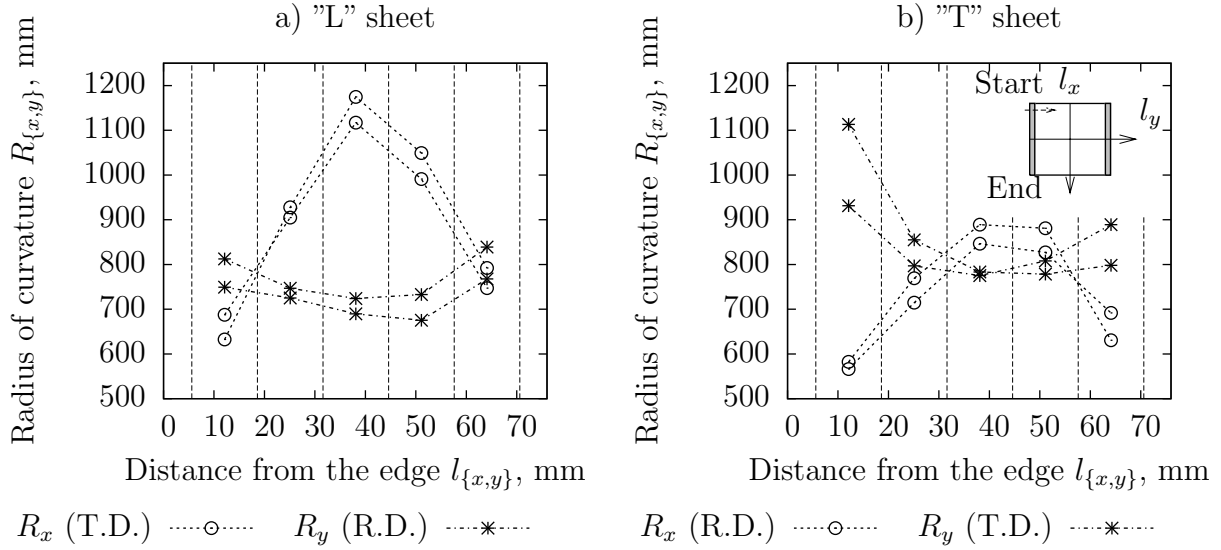 a) "L" sheet
Radius of curvature R{x,y}, mm
1200
1100
1000
900
800
700
600
500
0 10 20 30 40 50 60 70
Distance from the edge l{x,y}, mm
Rx (T.D.) Ry (R.D.)
b) "T" sheet
Radius of curvature R{x,y}, mm
1200
1100
1000
900
800
700
600
500
Start lx
ly
End
0 10 20 30 40 50 60 70
Distance from the edge l{x,y}, mm
Rx (R.D.) Ry (T.D.)